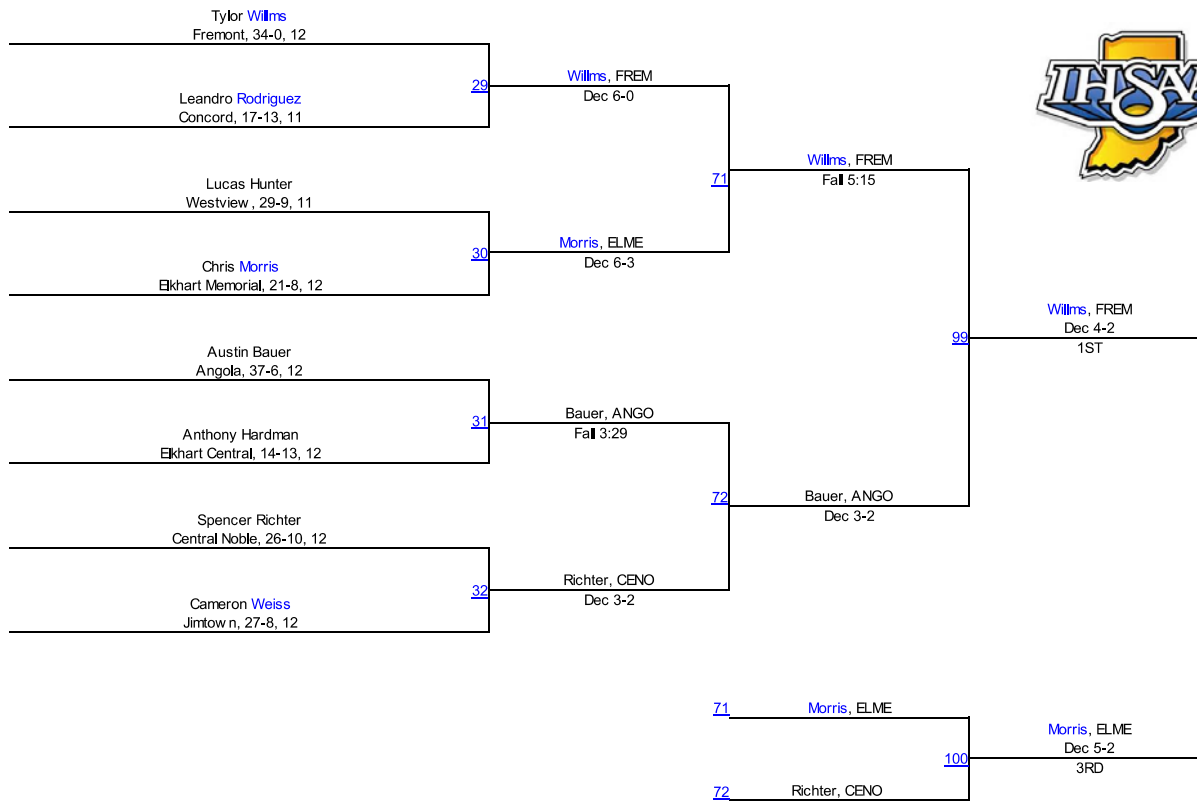 Tylor Willms
Fremont, 34-0, 12
29
Leandro Rodriguez
Concord, 17-13, 11
Willms, FREM
Dec 6-0
71
Lucas Hunter
Westview , 29-9, 11
30
Chris Morris
Elkhart Memorial, 21-8, 12
Morris, ELME
Dec 6-3
Willms, FREM
Fall 5:15
99
Austin Bauer
Angola, 37-6, 12
31
Anthony Hardman
Elkhart Central, 14-13, 12
Bauer, ANGO
Fall 3:29
72
Spencer Richter
Central Noble, 26-10, 12
32
Cameron Weiss
Jimtown, 27-8, 12
Richter, CENO
Dec 3-2
Bauer, ANGO
Dec 3-2
Willms, FREM
Dec 4-2
1ST
71
Morris, ELME
100
72
Richter, CENO
Morris, ELME
Dec 5-2
3RD
IHSAA